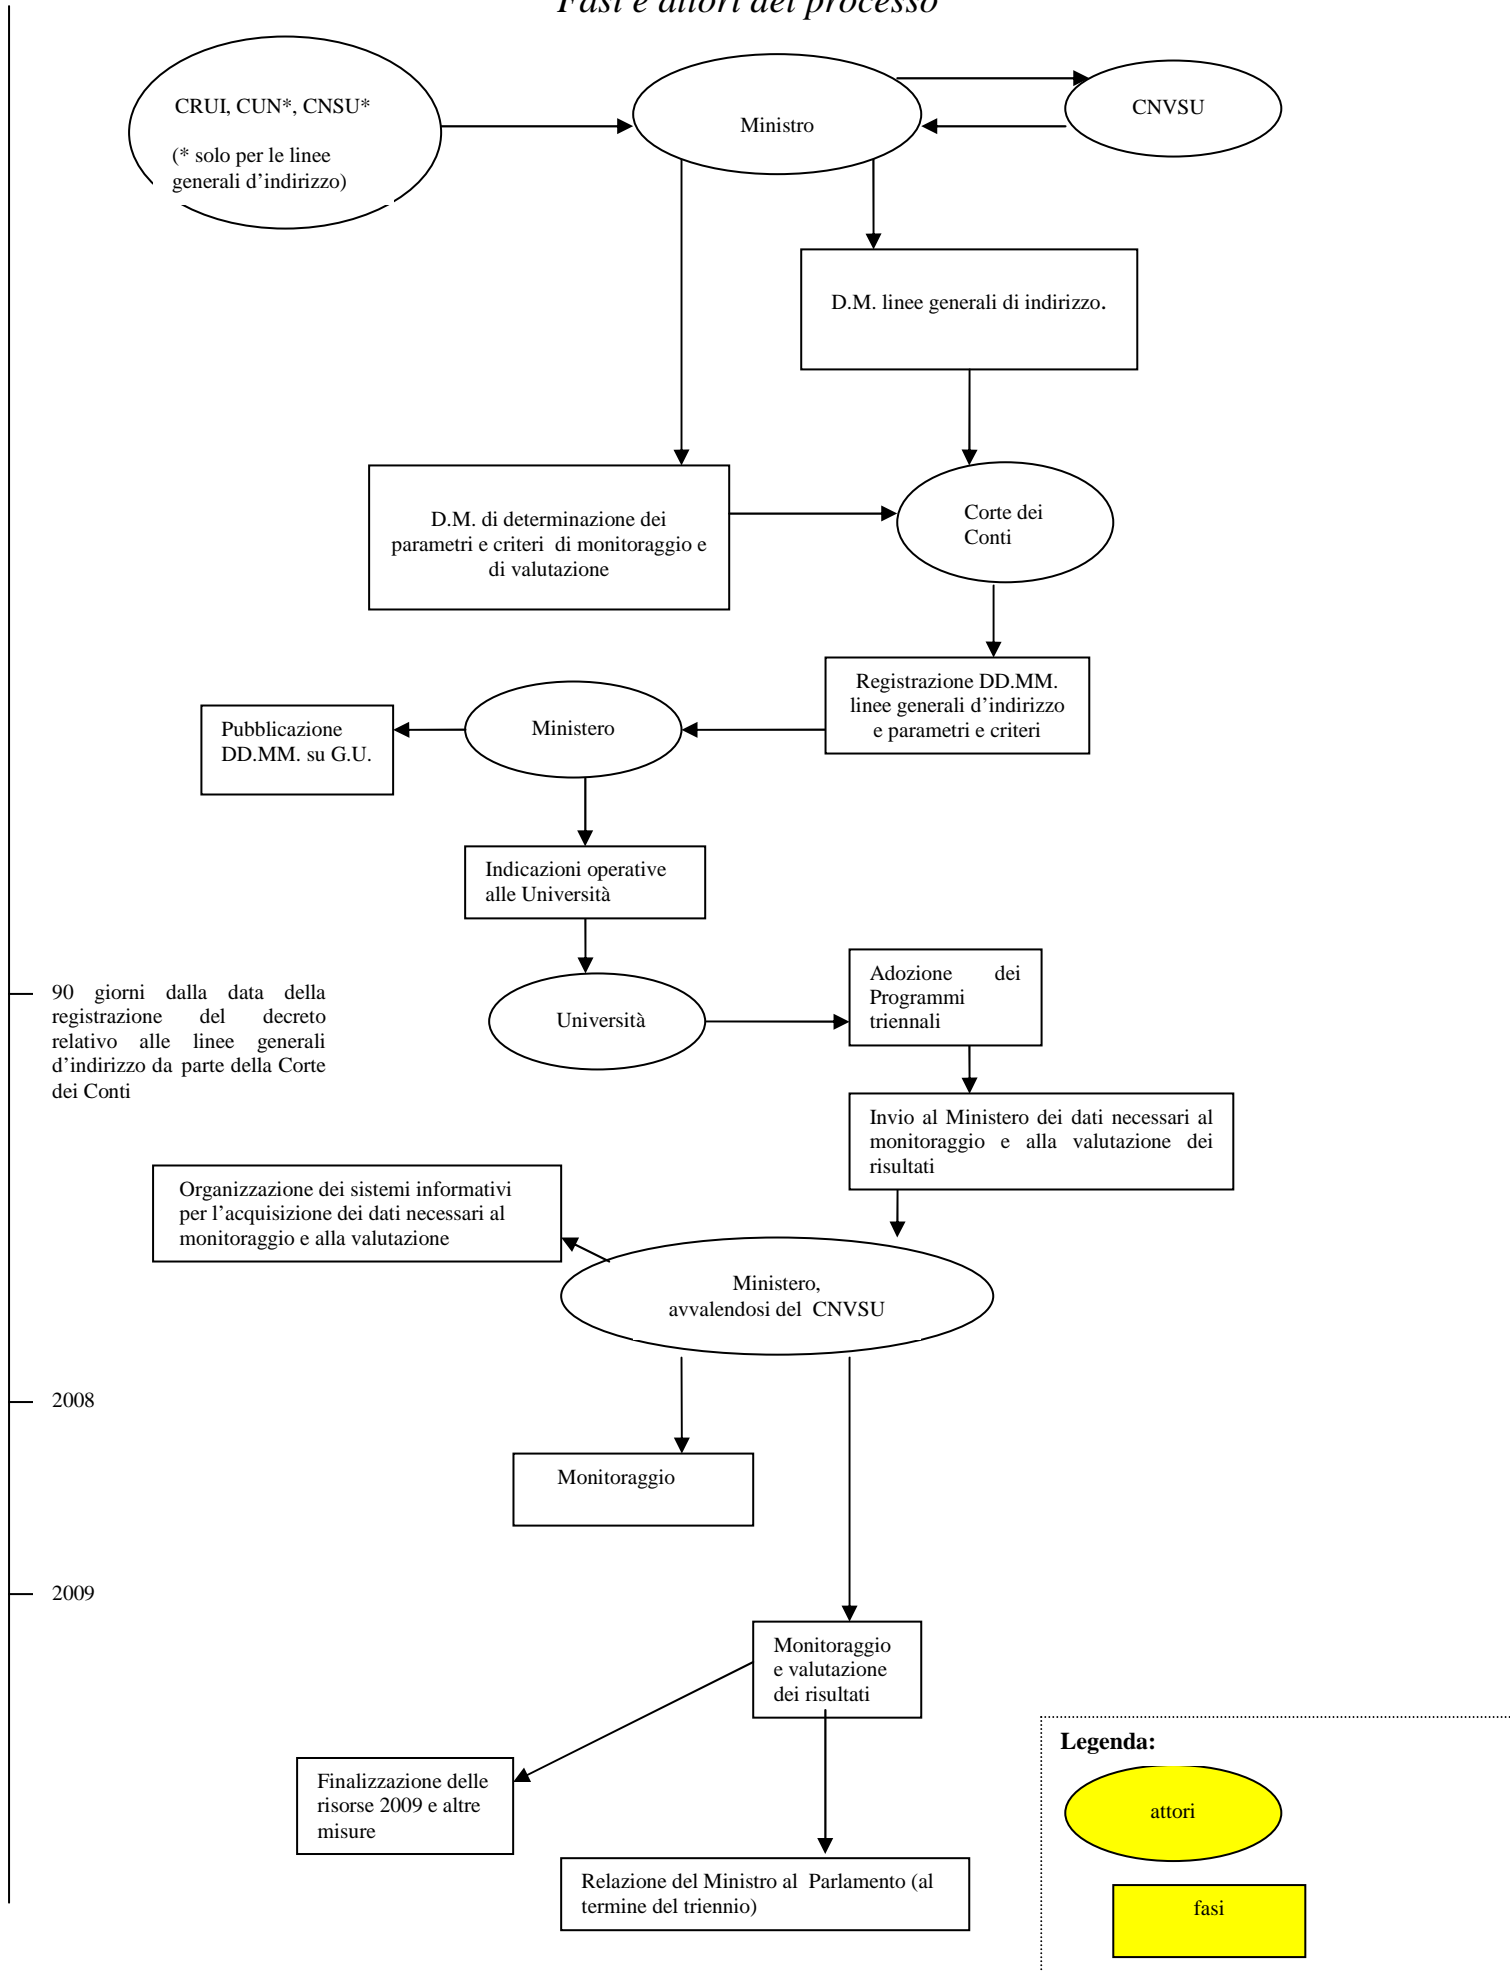 Fasi e attori del processo
CRUI, CUN*, CNSU*
(* solo per le linee
generali d'indirizzo)
Ministro
CNVSU
D.M. linee generali di indirizzo.
D.M. di determinazione dei
parametri e criteri di monitoraggio e
di valutazione
Corte dei
Conti
Registrazione DD.MM.
linee generali d'indirizzo
e parametri e criteri
Ministero
Pubblicazione
DD.MM. su G.U.
Indicazioni operative
alle Università
90 giorni dalla data della
registrazione del decreto
relativo alle linee generali
d'indirizzo da parte della Corte
dei Conti
Università
Adozione dei
Programmi
triennali
Invio al Ministero dei dati necessari al
monitoraggio e alla valutazione dei
risultati
Organizzazione dei sistemi informativi
per l'acquisizione dei dati necessari al
monitoraggio e alla valutazione
Ministero,
avvalendosi del CNVSU
2008
Monitoraggio
2009
Monitoraggio
e valutazione
dei risultati
Finalizzazione delle
risorse 2009 e altre
misure
Relazione del Ministro al Parlamento (al
termine del triennio)
Legenda:
attori
fasi